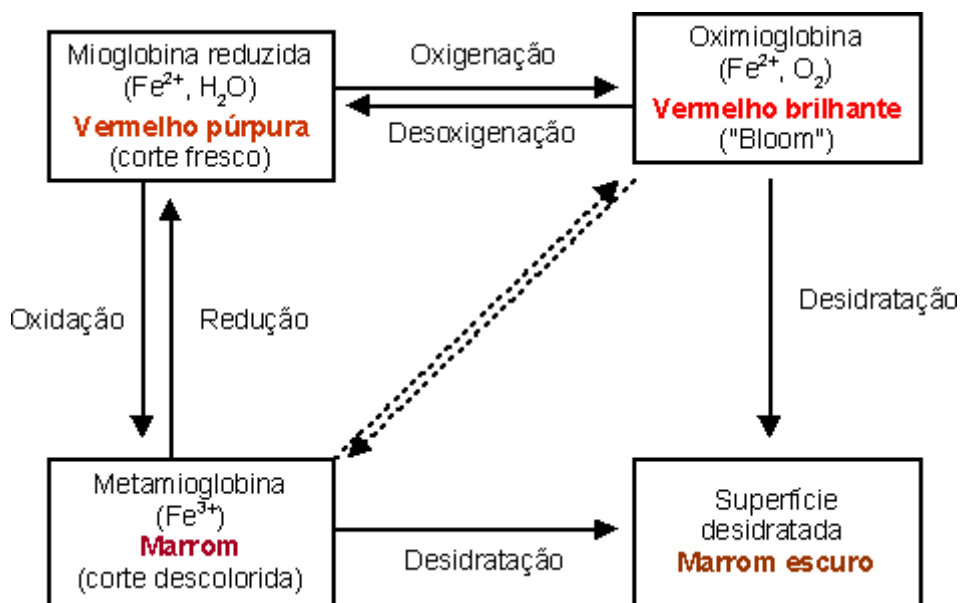 Mioglobina reduzida
(Fe²⁺, H₂O)
Vermelho púrpura
(corte fresco)
Oxigenação
Desoxigenação
Oximioglobina
(Fe²⁺, O₂)
Vermelho brilhante
("Bloom")
Oxidação
Redução
Desidratação
Metamioglobina
(Fe³⁺)
Marrom
(corte descolorida)
Desidratação
Superfície
desidratada
Marrom escuro